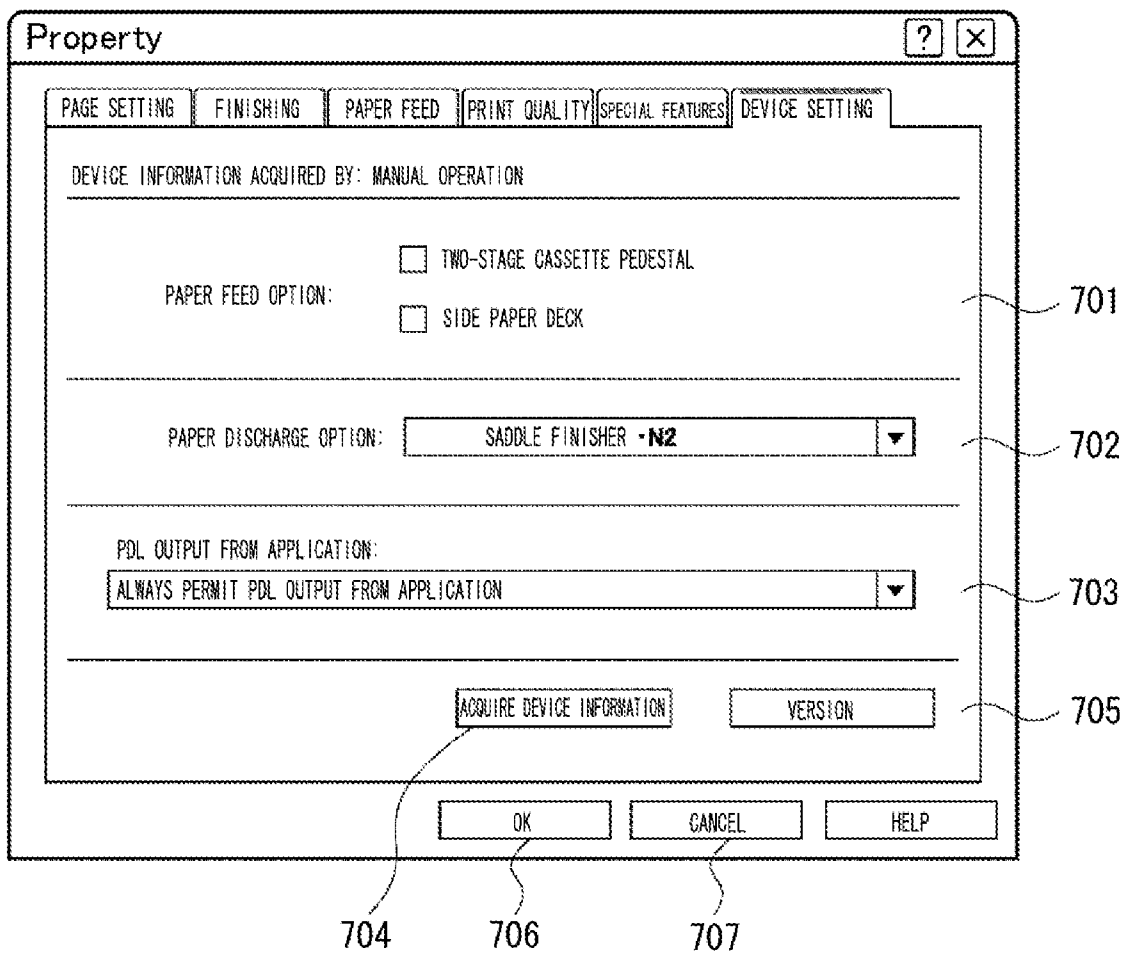 Property ? ×
PAGE SETTING FINISHING PAPER FEED PRINT QUALITY SPECIAL FEATURES DEVICE SETTING
DEVICE INFORMATION ACQUIRED BY: MANUAL OPERATION
TWO-STAGE CASSETTE PEDESTAL
PAPER FEED OPTION: 701
SIDE PAPER DECK
PAPER DISCHARGE OPTION: SADDLE FINISHER -N2 702
PDL OUTPUT FROM APPLICATION:
ALWAYS PERMIT PDL OUTPUT FROM APPLICATION 703
ACQUIRE DEVICE INFORMATION VERSION 705
OK CANCEL HELP
704 706 707